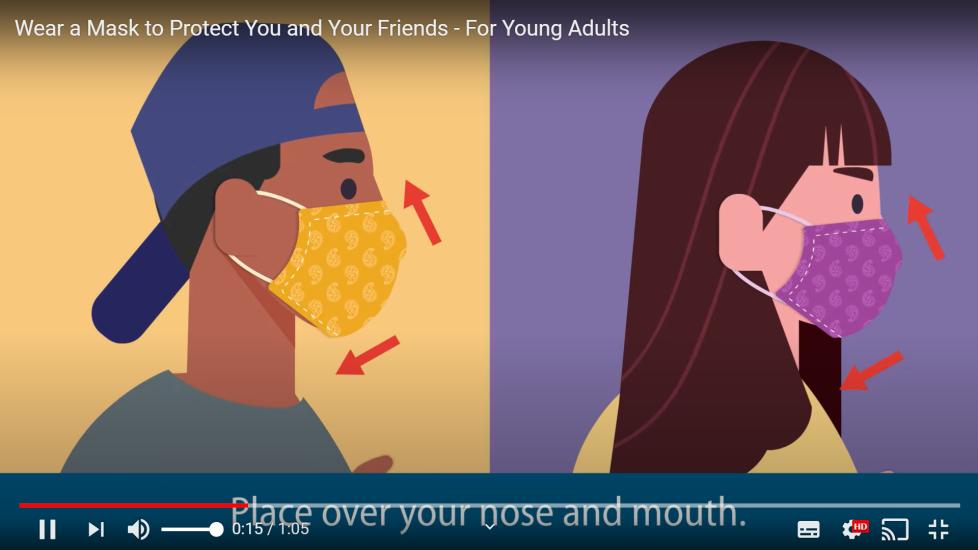 Wear a Mask to Protect You and Your Friends - For Young Adults
Place over your nose and mouth.
0:15 / 1:05
HD